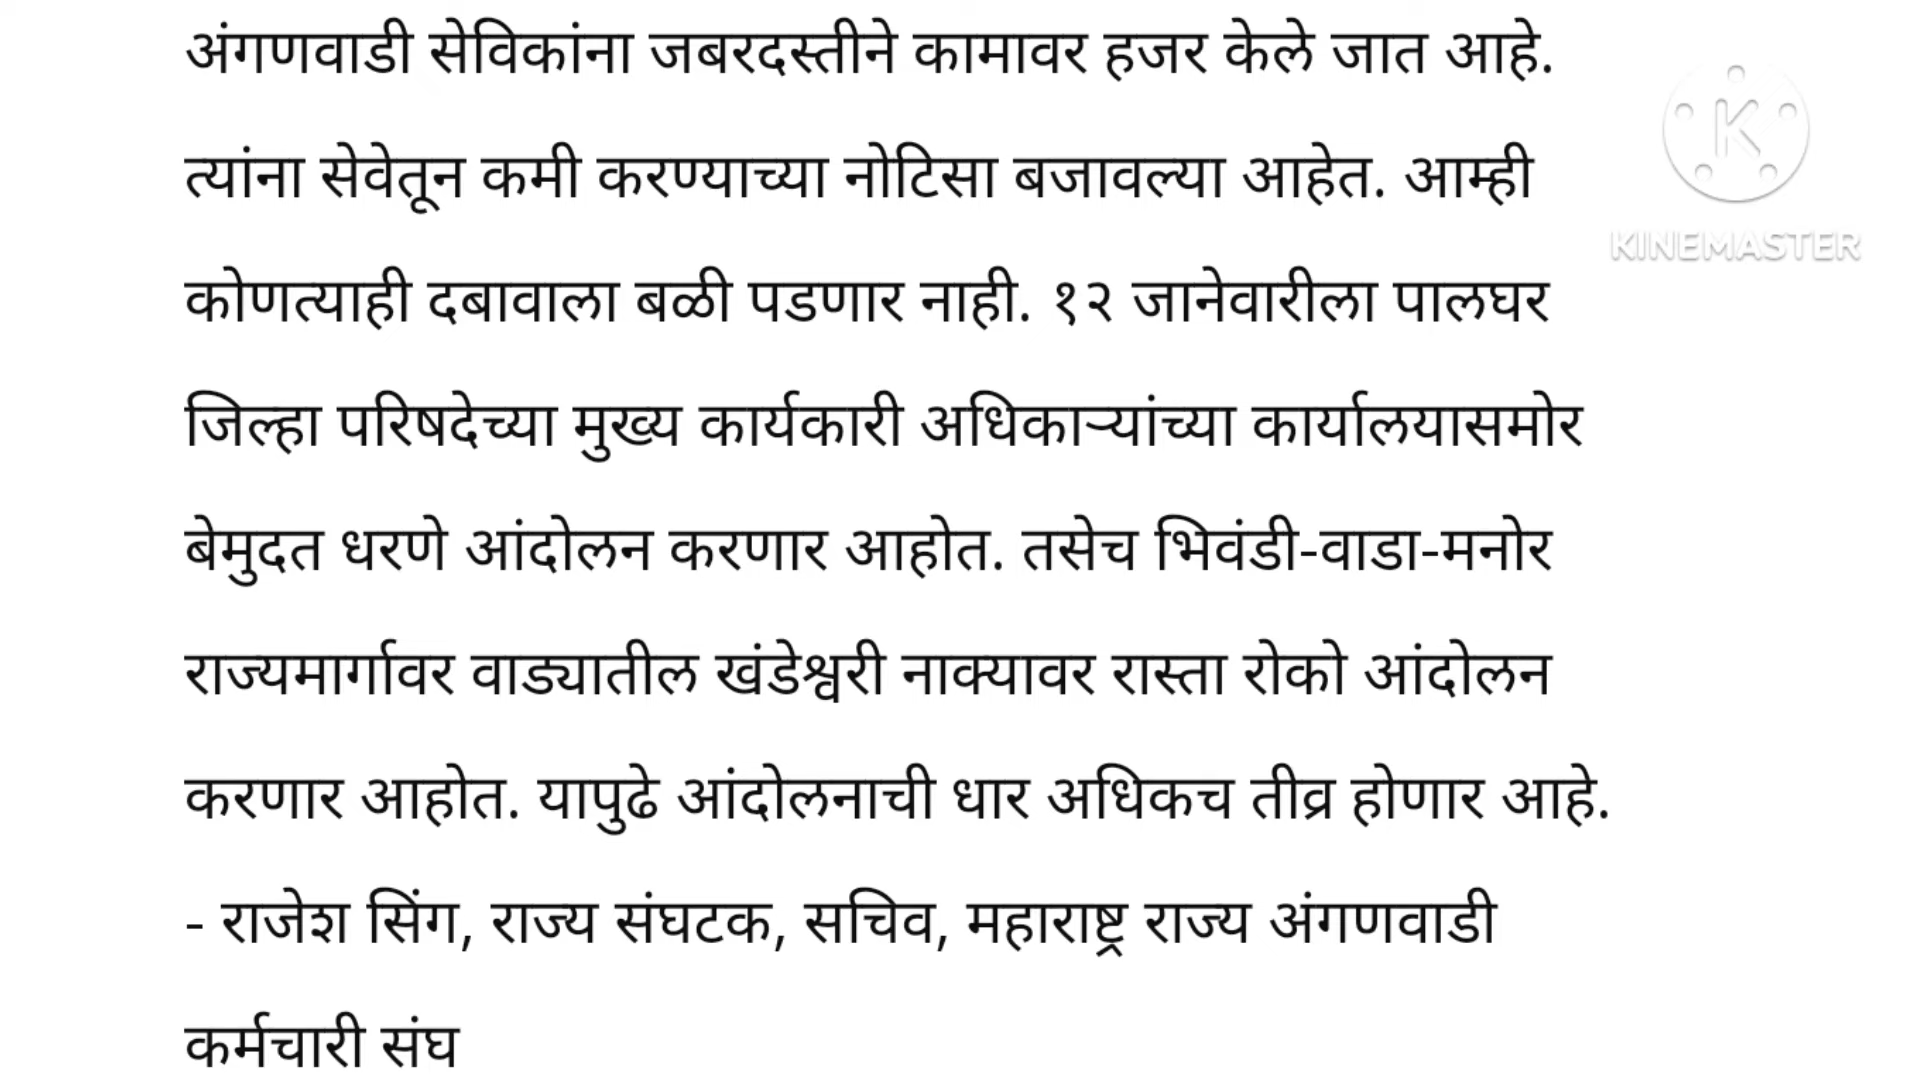 अंगणवाडी सेविकांना जबरदस्तीने कामावर हजर केले जात आहे.
त्यांना सेवेतून कमी करण्याच्या नोटिसा बजावल्या आहेत. आम्ही
कोणत्याही दबावाला बळी पडणार नाही. १२ जानेवारीला पालघर
जिल्हा परिषदेच्या मुख्य कार्यकारी अधिकाऱ्यांच्या कार्यालयासमोर
बेमुदत धरणे आंदोलन करणार आहोत. तसेच भिवंडी-वाडा-मनोर
राज्यमार्गावर वाड्यातील खंडेश्वरी नाक्यावर रास्ता रोको आंदोलन
करणार आहोत. यापुढे आंदोलनाची धार अधिकच तीव्र होणार आहे.
- राजेश सिंग, राज्य संघटक, सचिव, महाराष्ट्र राज्य अंगणवाडी
कर्मचारी संघ
K
KINEMASTER